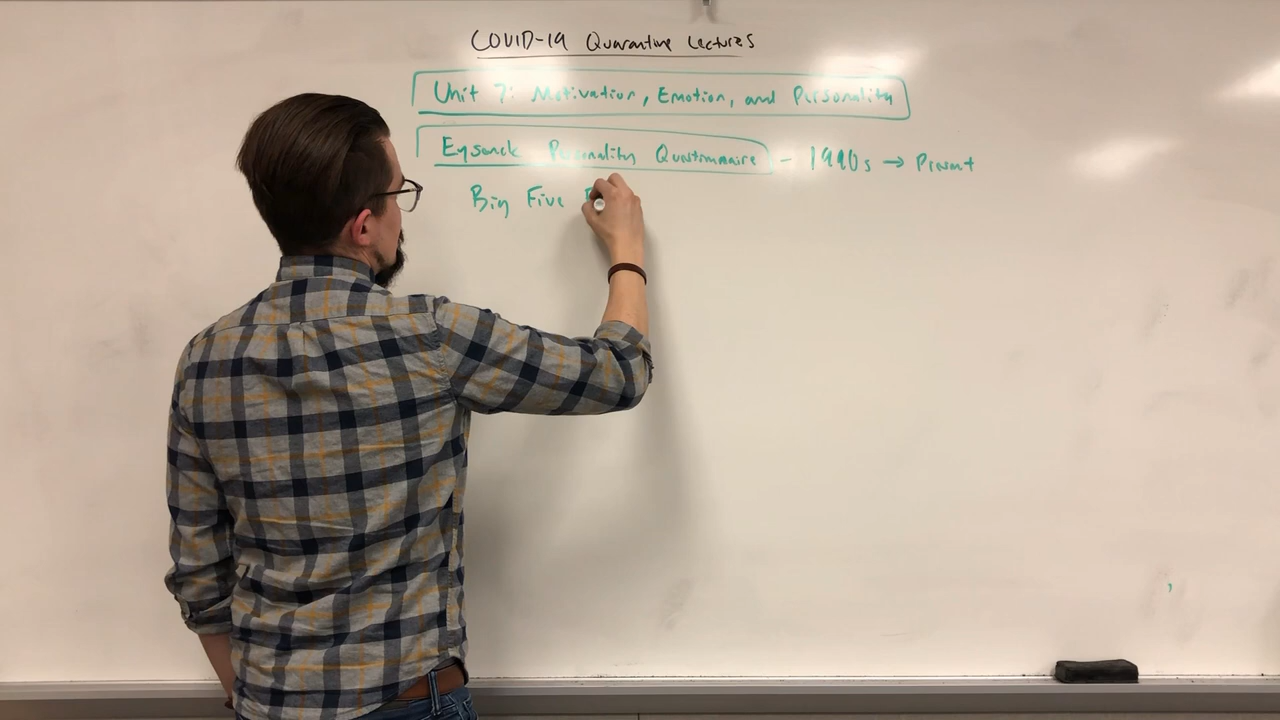 COVID-19 Quarantine Lectures
Unit 7: Motivation, Emotion, and Personality
Eysenck Personality Questionnaire - 1990s → Present
Big Five